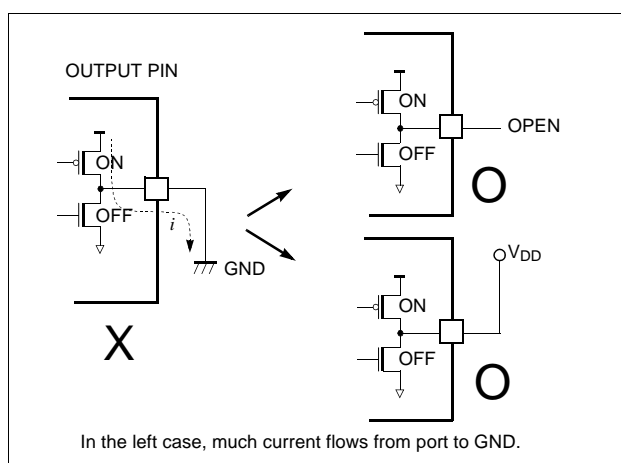 OUTPUT PIN
ON
OFF
i
GND
X
ON
OFF
OPEN
O
VDD
ON
OFF
O
In the left case, much current flows from port to GND.